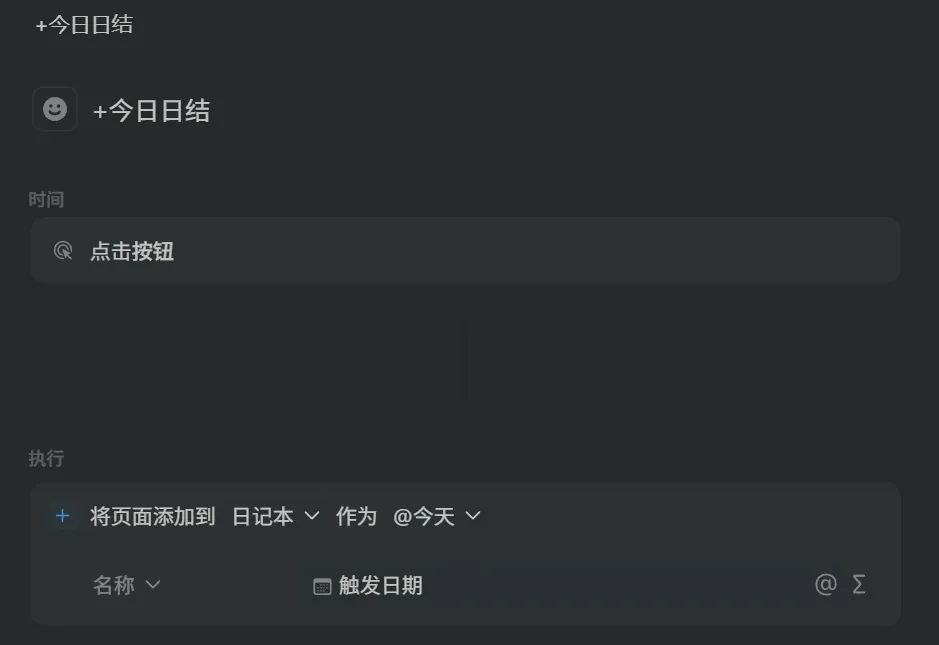 +今日日结
+今日日结
时间
点击按钮
执行
+ 将页面添加到 日记本 作为 @今天
名称 触发日期 @ Σ